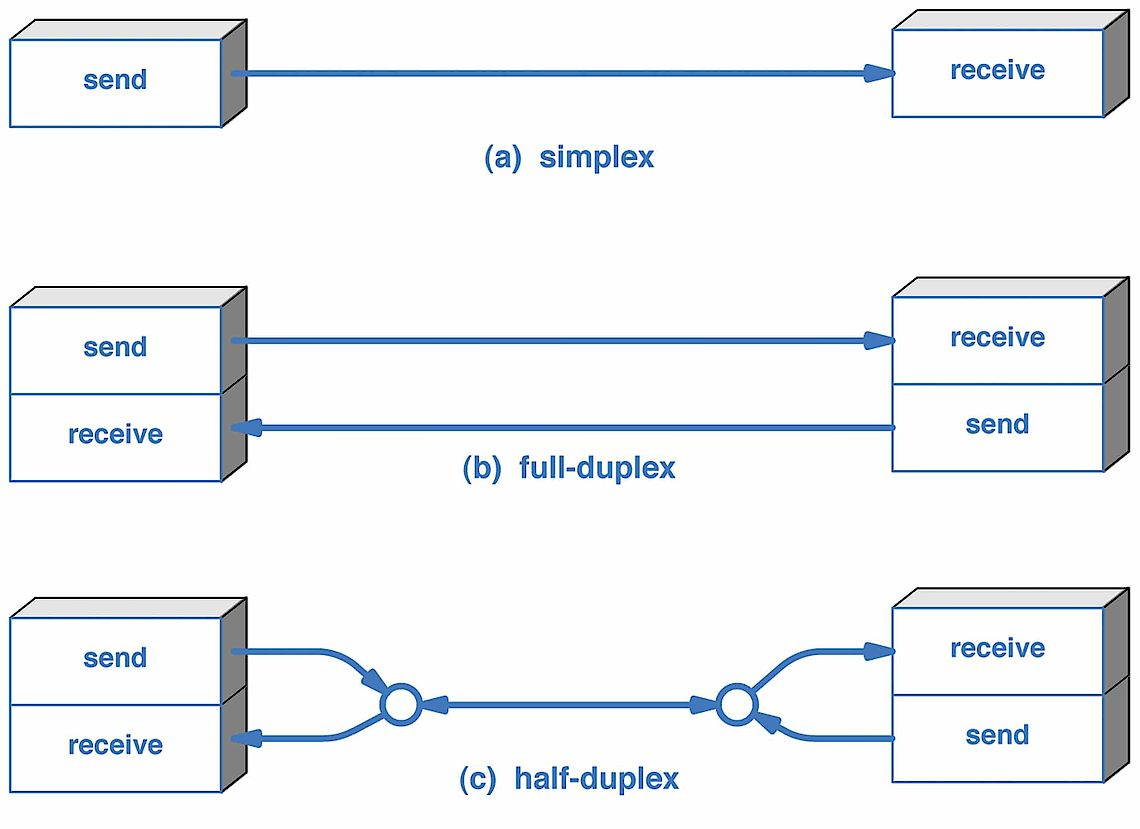 send receive
(a) simplex
send receive
receive send
(b) full-duplex
send receive
receive send
(c) half-duplex